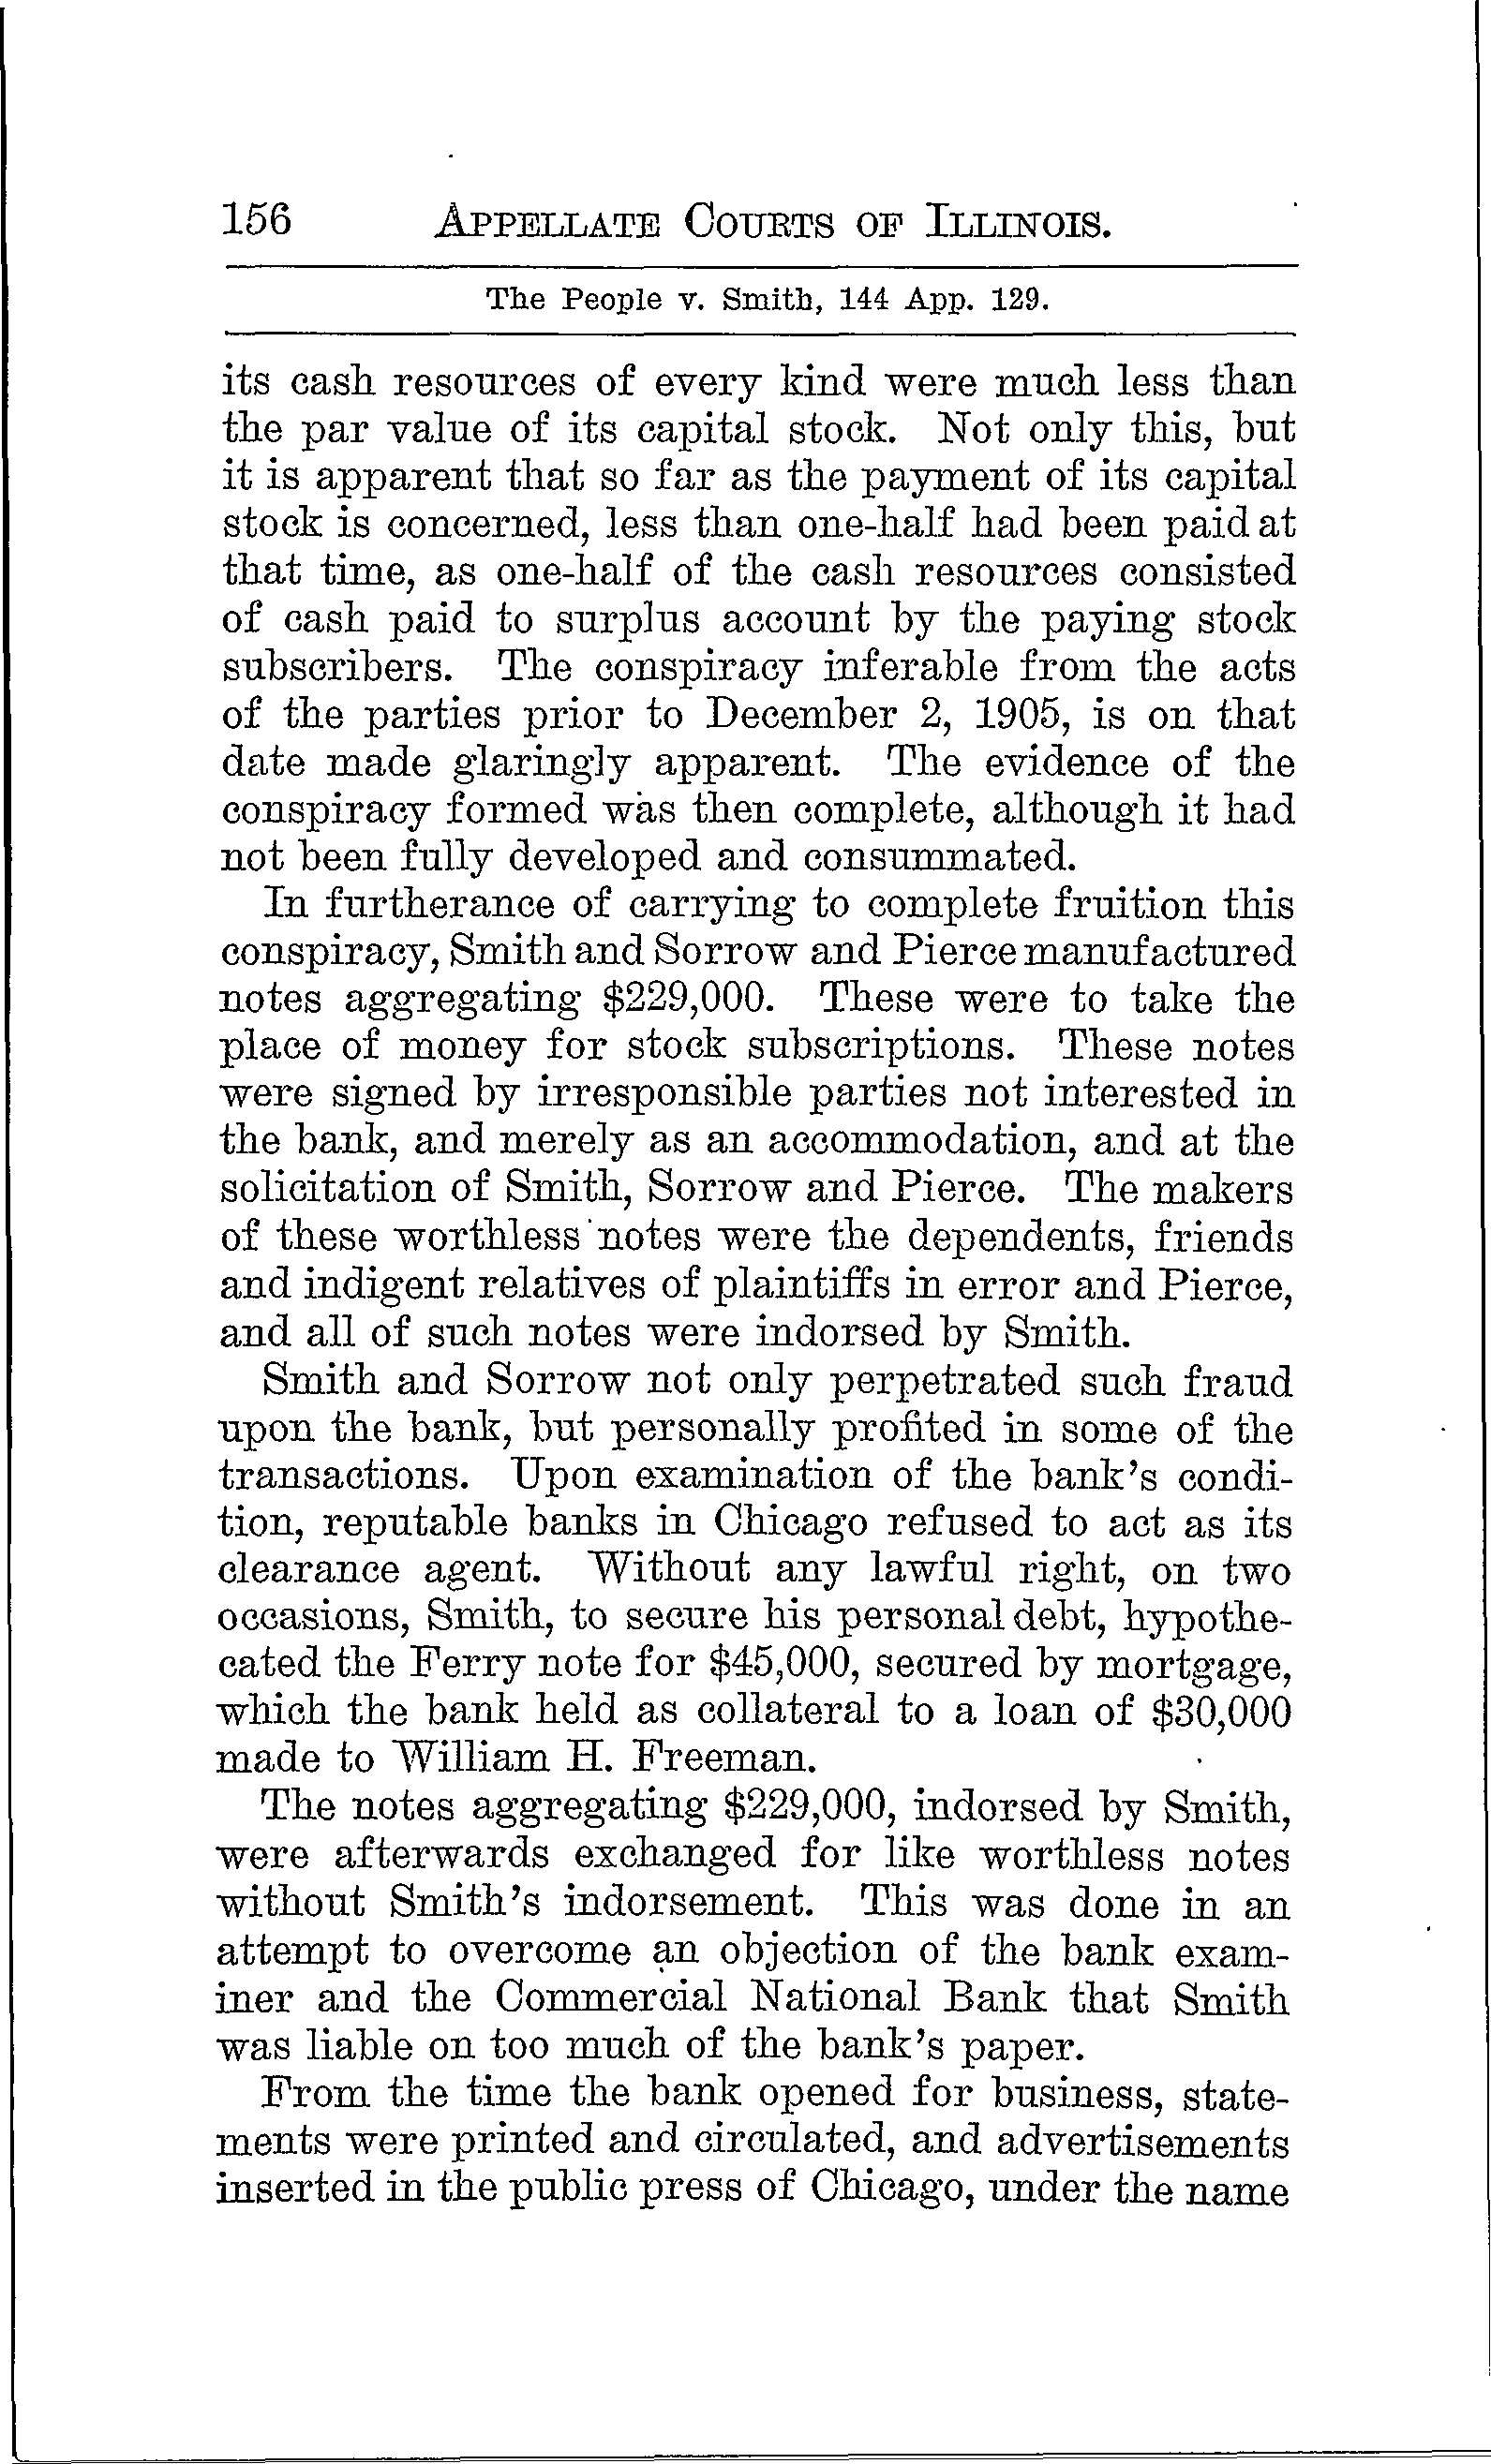 156 APPELLATE COURTS OF ILLINOIS.
The People v. Smith, 144 App. 129.
its cash resources of every kind were much less than
the par value of its capital stock. Not only this, but
it is apparent that so far as the payment of its capital
stock is concerned, less than one-half had been paid at
that time, as one-half of the cash resources consisted
of cash paid to surplus account by the paying stock
subscribers. The conspiracy inferable from the acts
of the parties prior to December 2, 1905, is on that
date made glaringly apparent. The evidence of the
conspiracy formed was then complete, although it had
not been fully developed and consummated.
In furtherance of carrying to complete fruition this
conspiracy, Smith and Sorrow and Pierce manufactured
notes aggregating $229,000. These were to take the
place of money for stock subscriptions. These notes
were signed by irresponsible parties not interested in
the bank, and merely as an accommodation, and at the
solicitation of Smith, Sorrow and Pierce. The makers
of these worthless notes were the dependents, friends
and indigent relatives of plaintiffs in error and Pierce,
and all of such notes were indorsed by Smith.
Smith and Sorrow not only perpetrated such fraud
upon the bank, but personally profited in some of the
transactions. Upon examination of the bank's condi-
tion, reputable banks in Chicago refused to act as its
clearance agent. Without any lawful right, on two
occasions, Smith, to secure his personal debt, hypothe-
cated the Ferry note for $45,000, secured by mortgage,
which the bank held as collateral to a loan of $30,000
made to William H. Freeman.
The notes aggregating $229,000, indorsed by Smith,
were afterwards exchanged for like worthless notes
without Smith's indorsement. This was done in an
attempt to overcome an objection of the bank exam-
iner and the Commercial National Bank that Smith
was liable on too much of the bank's paper.
From the time the bank opened for business, state-
ments were printed and circulated, and advertisements
inserted in the public press of Chicago, under the name